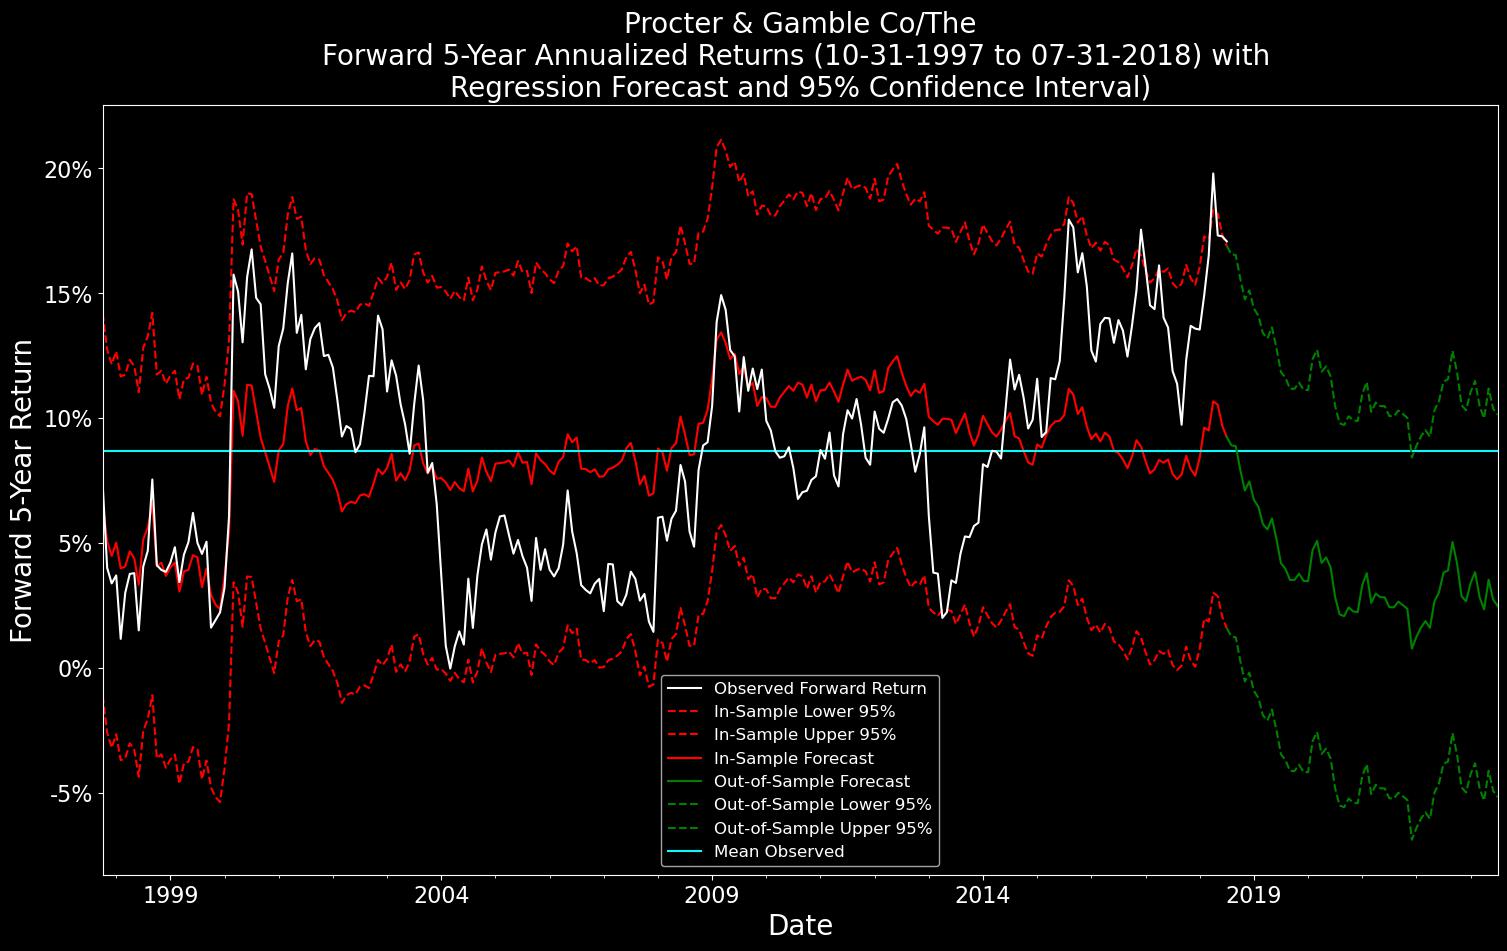 Procter & Gamble Co/The
Forward 5-Year Annualized Returns (10-31-1997 to 07-31-2018) with
Regression Forecast and 95% Confidence Interval)
Forward 5-Year Return
20%
15%
10%
5%
0%
-5%
Observed Forward Return
In-Sample Lower 95%
In-Sample Upper 95%
In-Sample Forecast
Out-of-Sample Forecast
Out-of-Sample Lower 95%
Out-of-Sample Upper 95%
Mean Observed
1999 2004 2009 2014 2019
Date